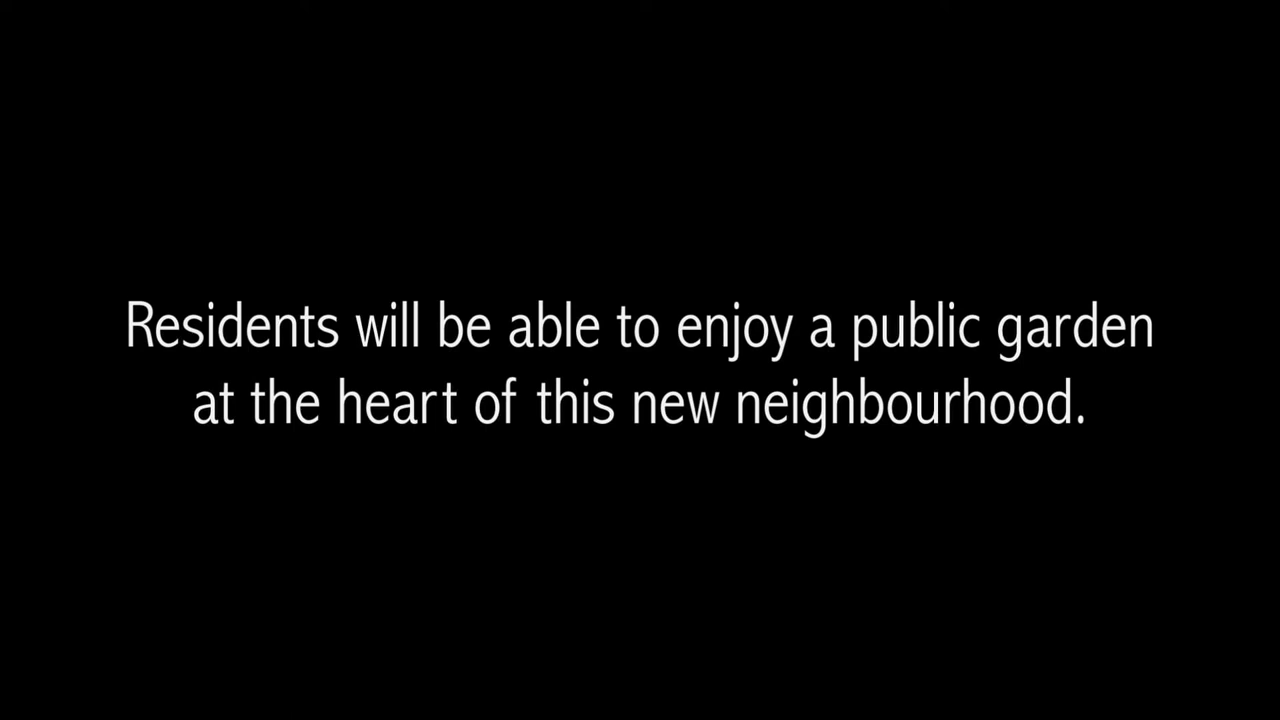 Residents will be able to enjoy a public garden
at the heart of this new neighbourhood.